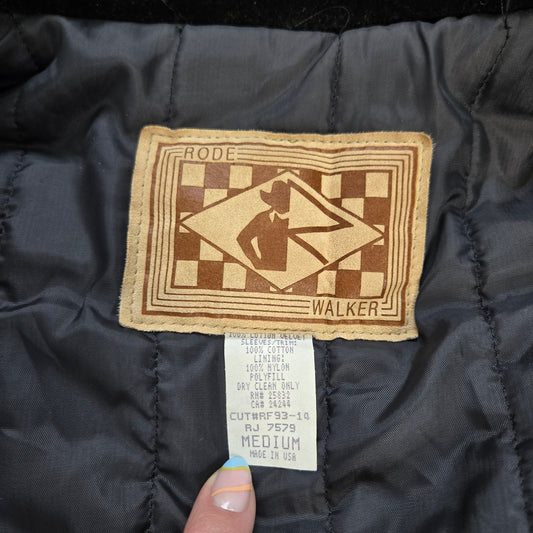 RODE
WALKER
100% COTTON VELVET
SLEEVES/TRIM:
100% COTTON
LINING:
100% NYLON
POLYFILL
DRY CLEAN ONLY
RN# 25832
CA# 24244
CUT#RF93-14
RJ 7579
MEDIUM
MADE IN USA